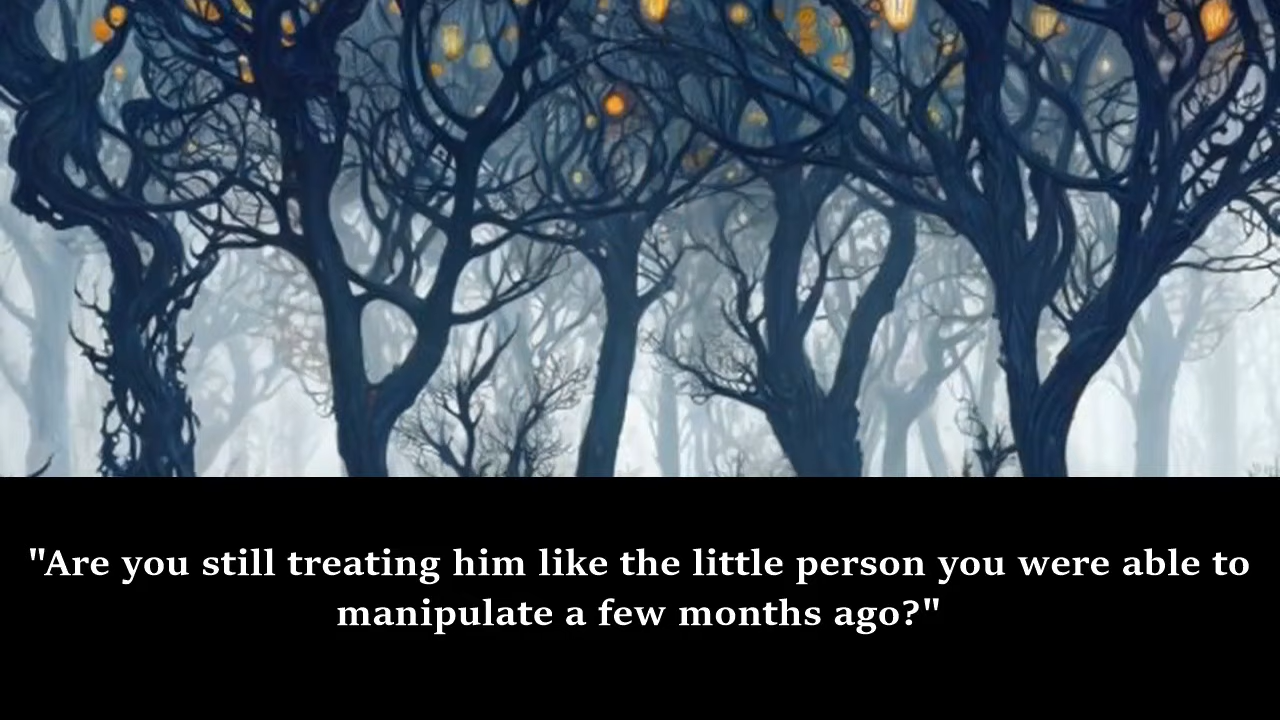 "Are you still treating him like the little person you were able to
manipulate a few months ago?"